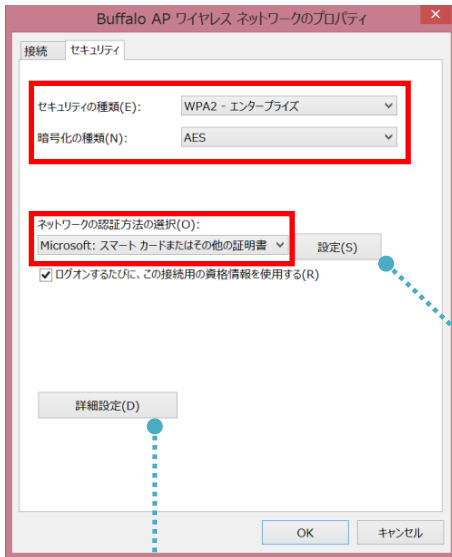 Buffalo AP ワイヤレス ネットワークのプロパティ
接続 セキュリティ
セキュリティの種類(E): WPA2 - エンタープライズ
暗号化の種類(N): AES
ネットワークの認証方法の選択(O):
Microsoft: スマート カードまたはその他の証明書 設定(S)
ログオンするたびに、この接続用の資格情報を使用する(R)
詳細設定(D)
OK キャンセル